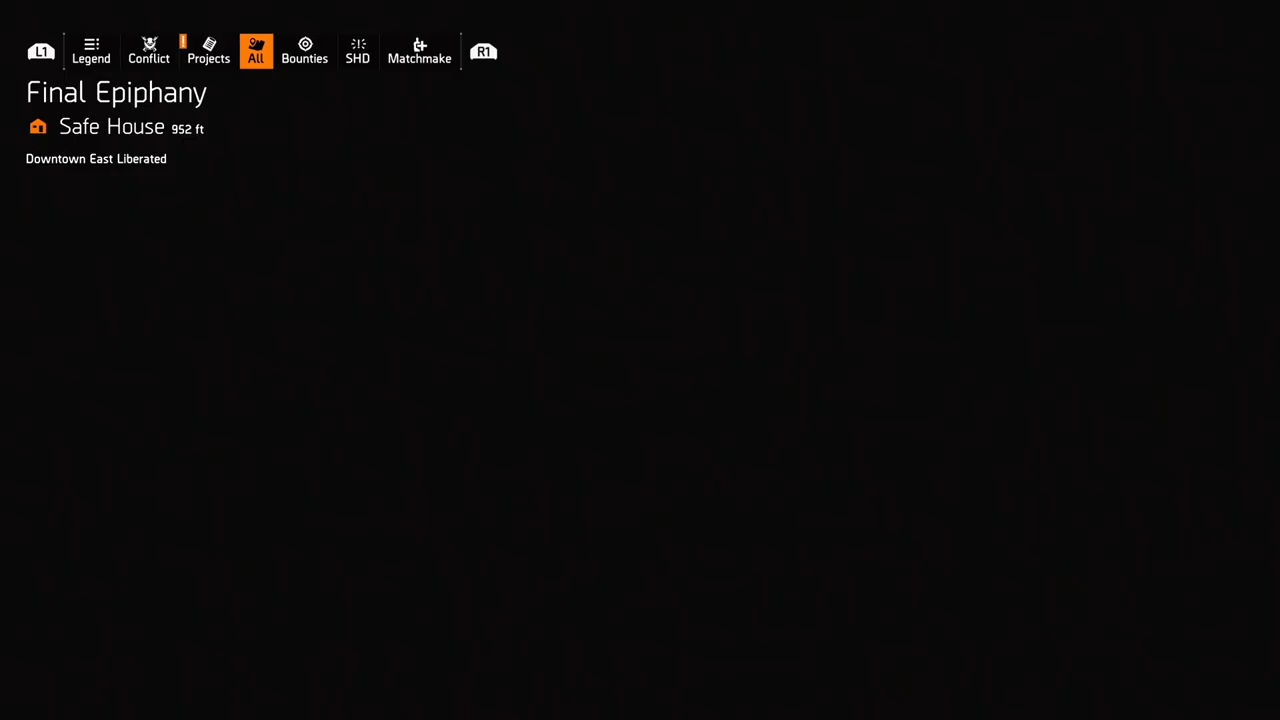 L1 Legend Conflict Projects All Bounties SHD Matchmake R1
Final Epiphany
Safe House 952 ft
Downtown East Liberated